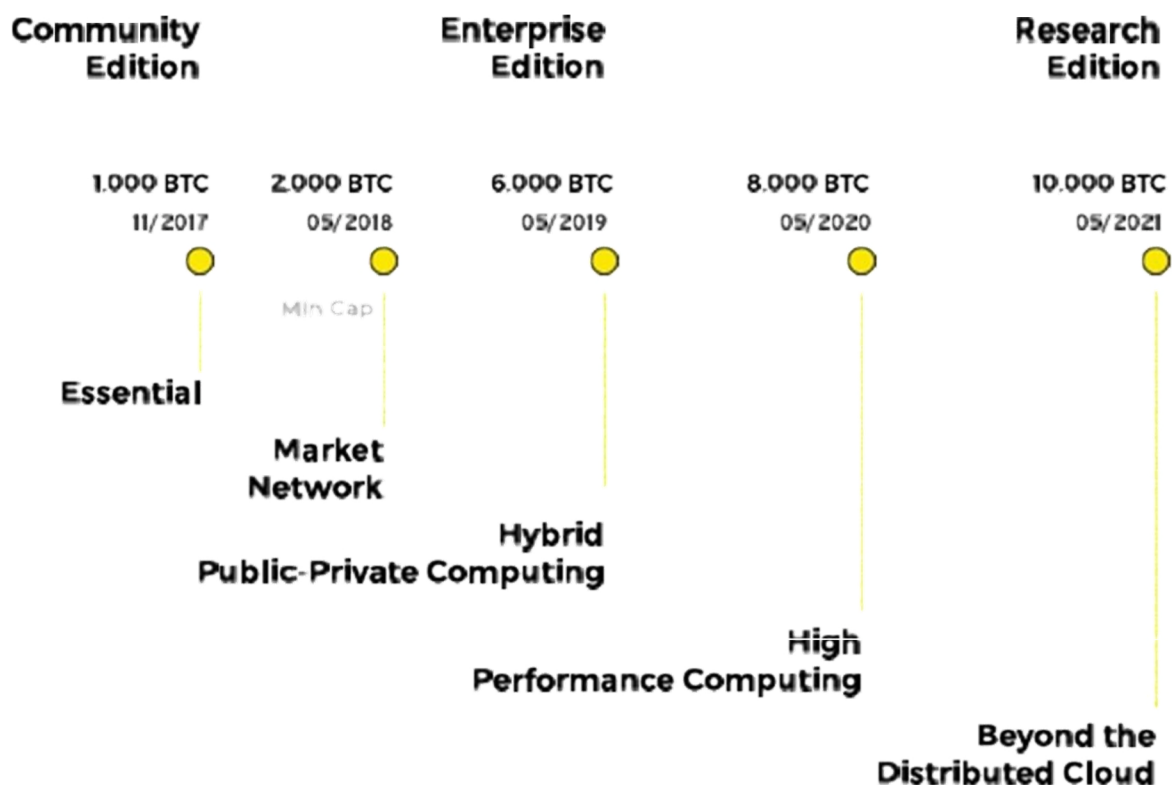 Community
Edition
Enterprise
Edition
Research
Edition
1.000 BTC
2.000 BTC
6.000 BTC
8.000 BTC
10.000 BTC
11/2017
05/2018
05/2019
05/2020
05/2021
Min Cap
Essential
Market
Network
Hybrid
Public-Private Computing
High
Performance Computing
Beyond the
Distributed Cloud